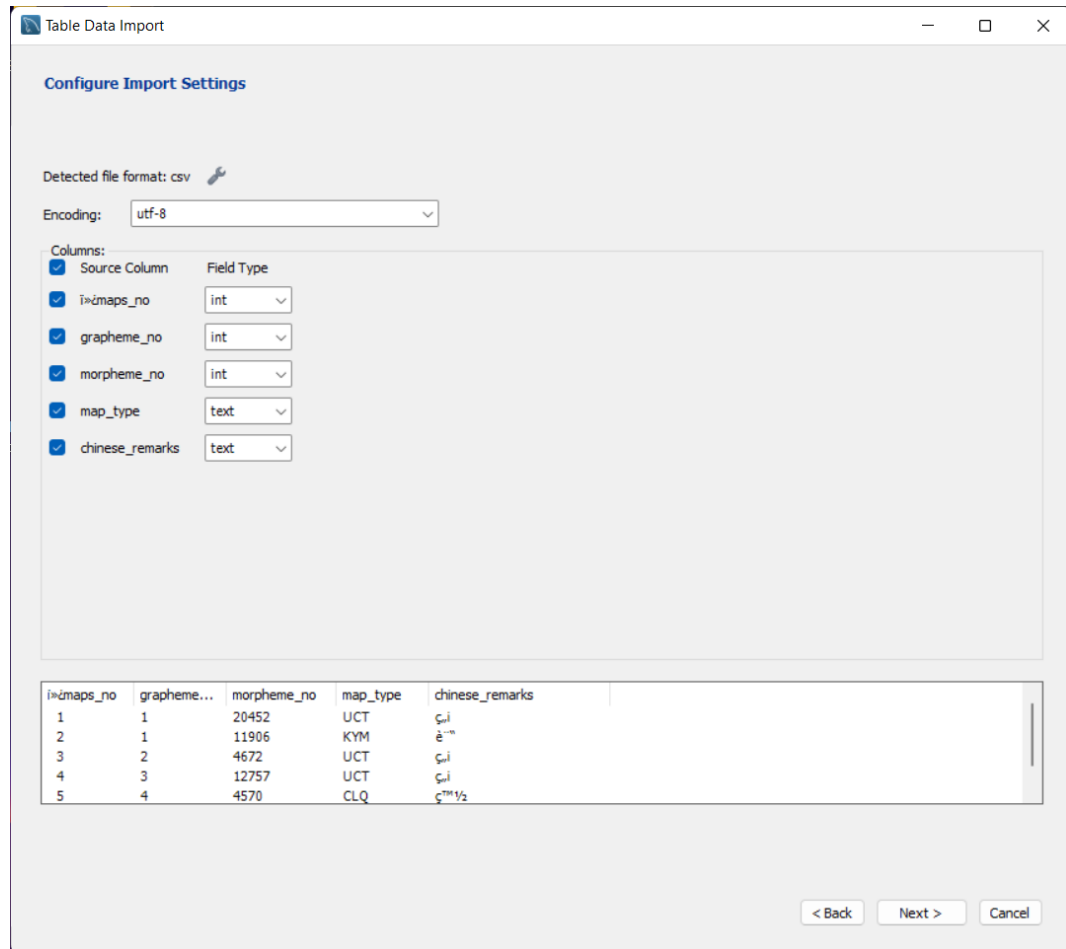 Table Data Import
Configure Import Settings
Detected file format: csv
Encoding: utf-8
Columns:
Source Column Field Type
ï»¿maps_no int
grapheme_no int
morpheme_no int
map_type text
chinese_remarks text
ï»¿maps_no grapheme... morpheme_no map_type chinese_remarks
1 1 20452 UCT ç„¡
2 1 11906 KYM è¨“
3 2 4672 UCT ç„¡
4 3 12757 UCT ç„¡
5 4 4570 CLQ ç™½
< Back Next > Cancel